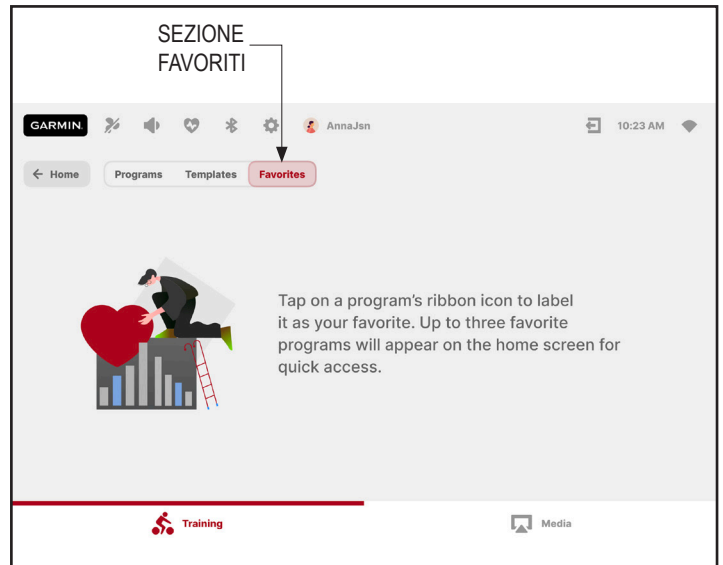 SEZIONE
FAVORITI
GARMIN. AnnaJsn 10:23 AM
← Home Programs Templates Favorites
Tap on a program's ribbon icon to label
it as your favorite. Up to three favorite
programs will appear on the home screen for
quick access.
Training Media